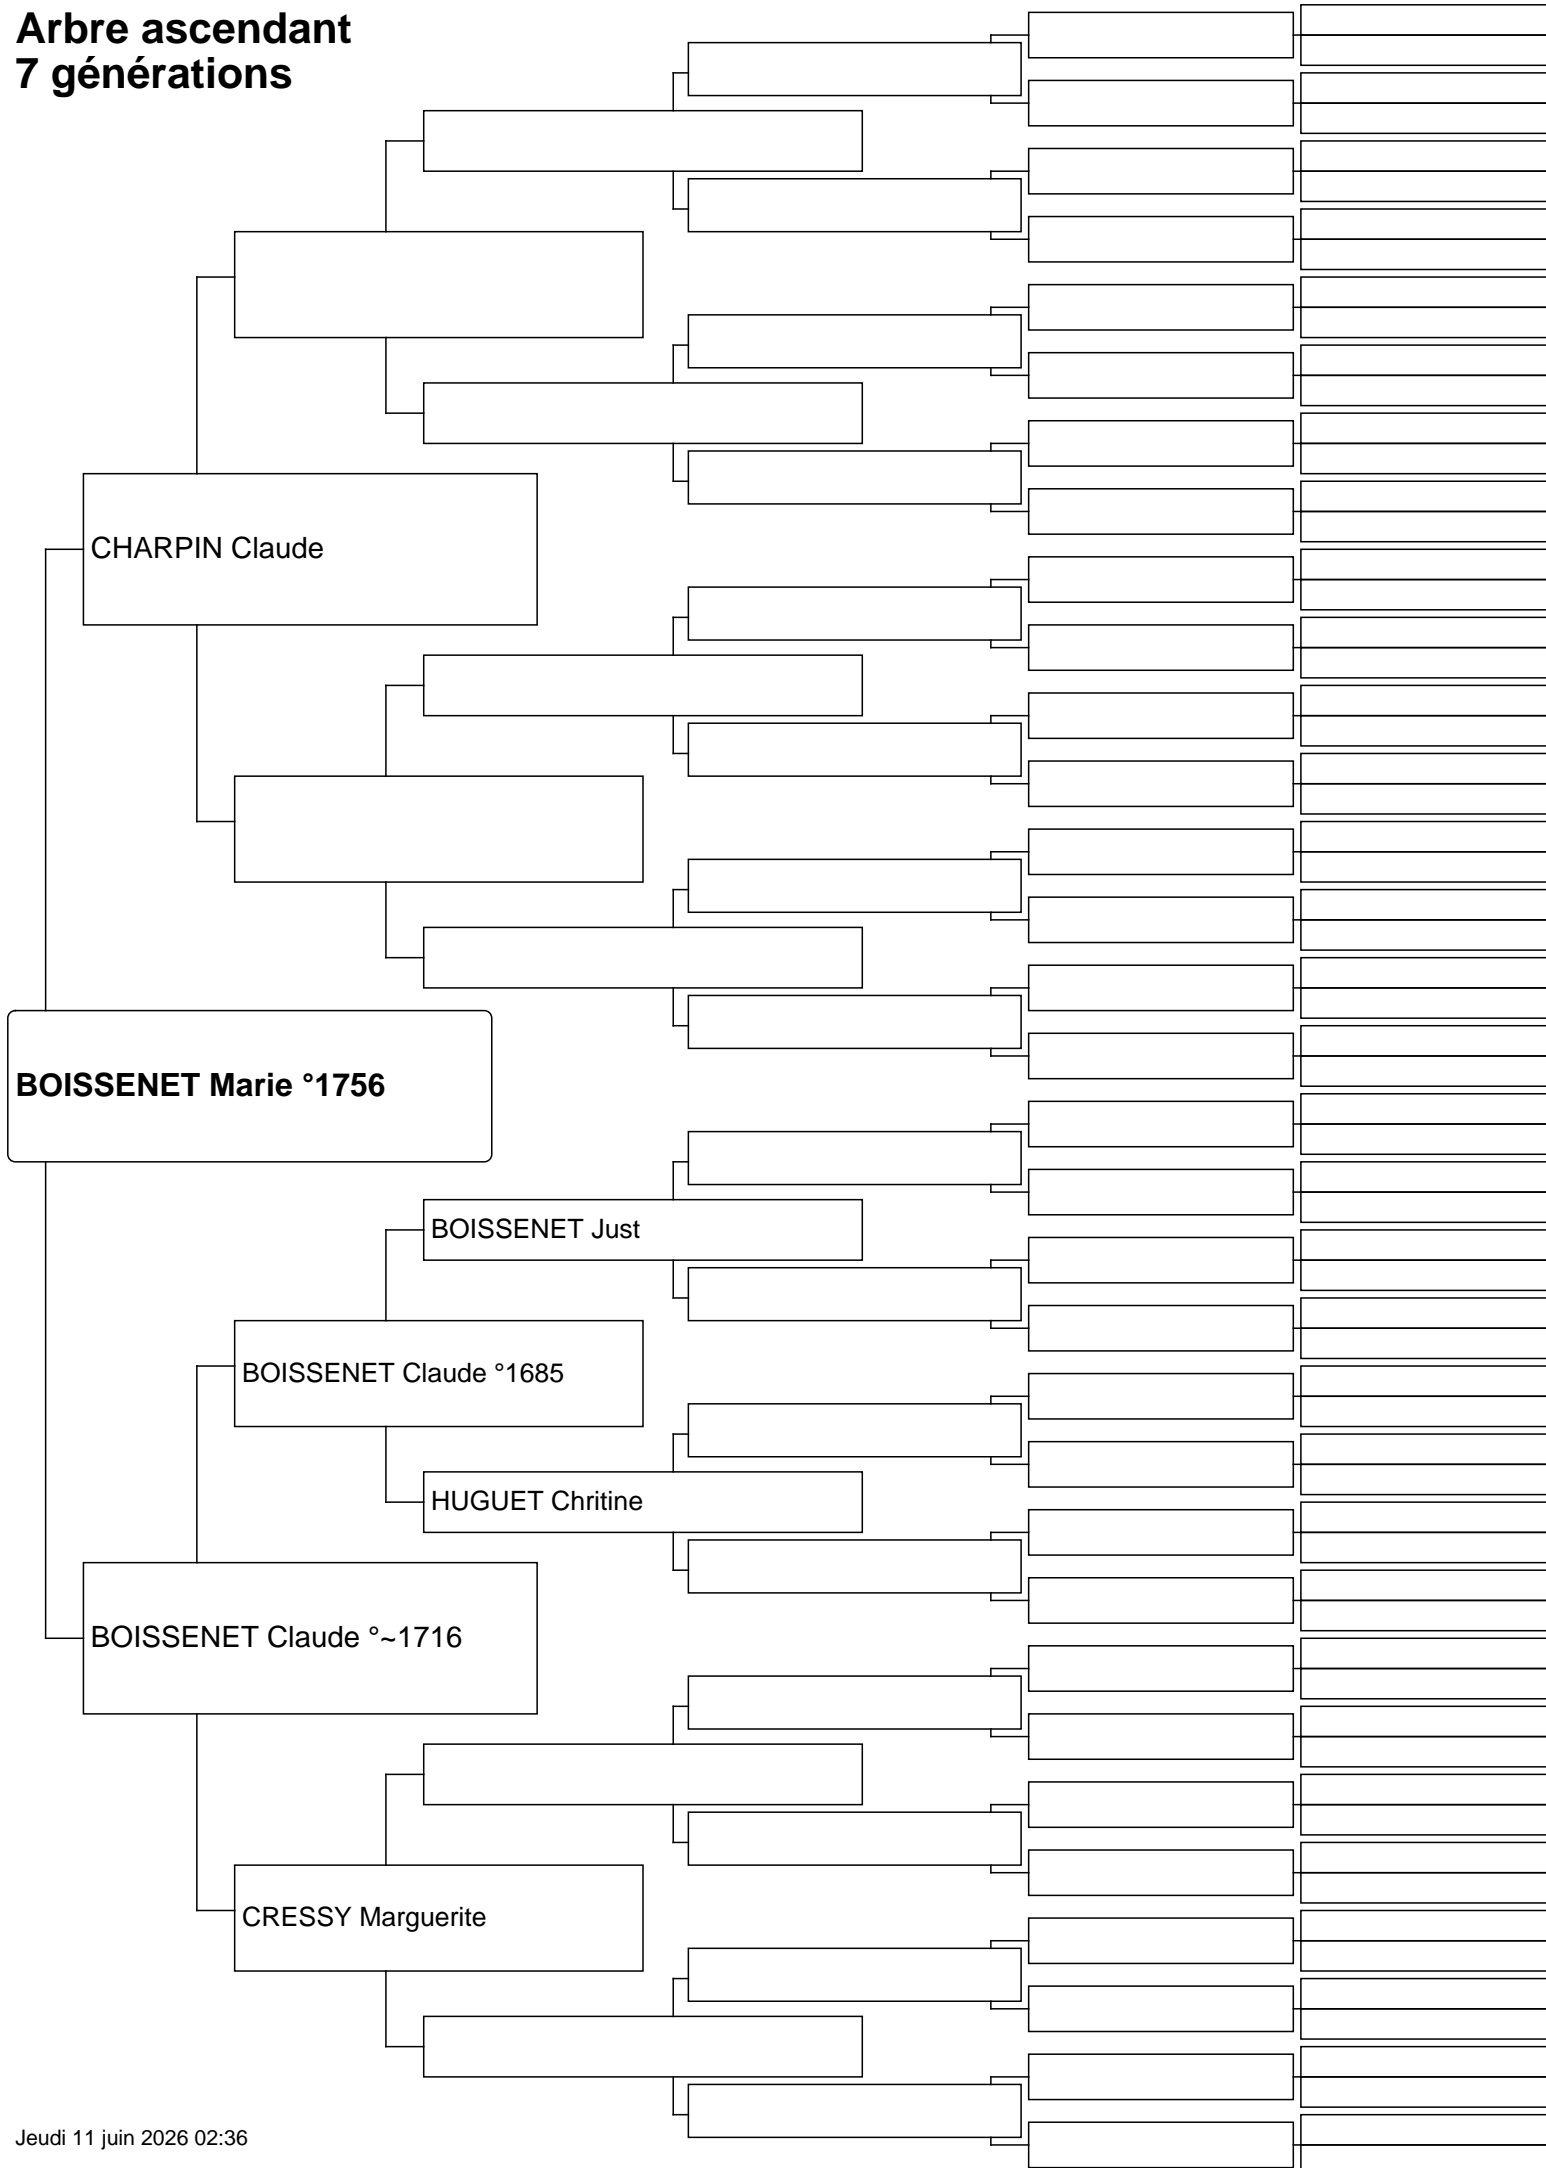 Arbre ascendant
7 générations
CHARPIN Claude
BOISSENET Marie °1756
BOISSENET Just
BOISSENET Claude °1685
HUGUET Chritine
BOISSENET Claude °~1716
CRESSY Marguerite
Jeudi 11 juin 2026 02:36